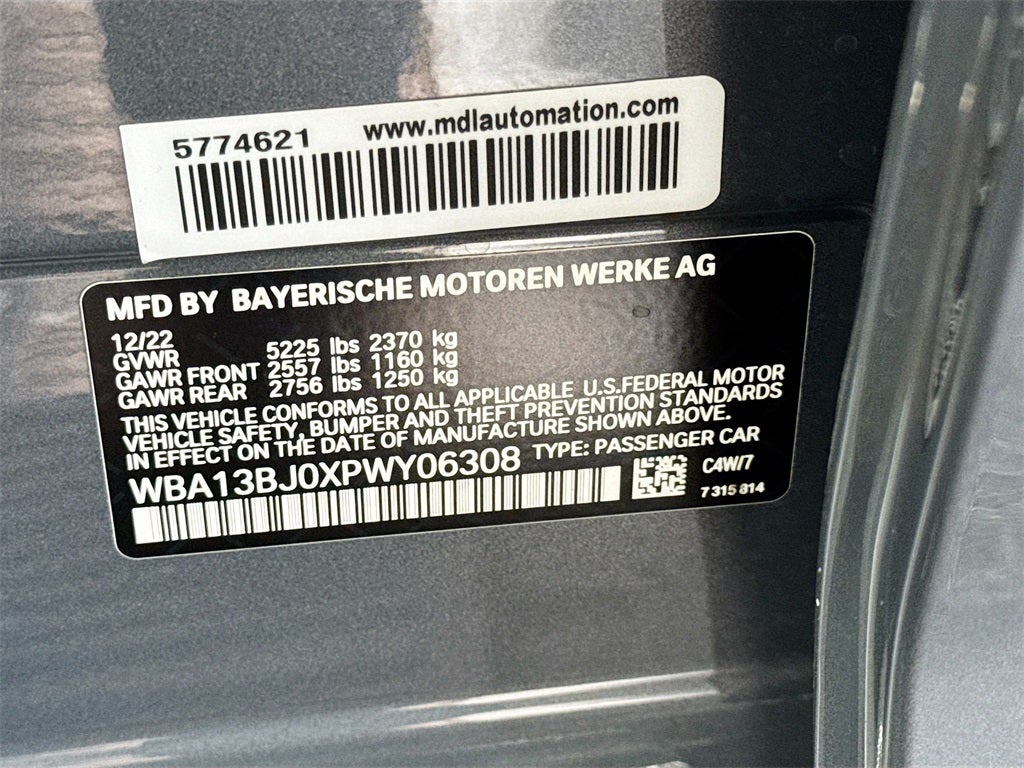 5774621 www.mdlautomation.com
MFD BY BAYERISCHE MOTOREN WERKE AG
12/22
GVWR 5225 lbs 2370 kg
GAWR FRONT 2557 lbs 1160 kg
GAWR REAR 2756 lbs 1250 kg
THIS VEHICLE CONFORMS TO ALL APPLICABLE U.S.FEDERAL MOTOR
VEHICLE SAFETY, BUMPER AND THEFT PREVENTION STANDARDS
IN EFFECT ON THE DATE OF MANUFACTURE SHOWN ABOVE.
WBA13BJ0XPWY06308 TYPE: PASSENGER CAR
C4W/7
7 315 814